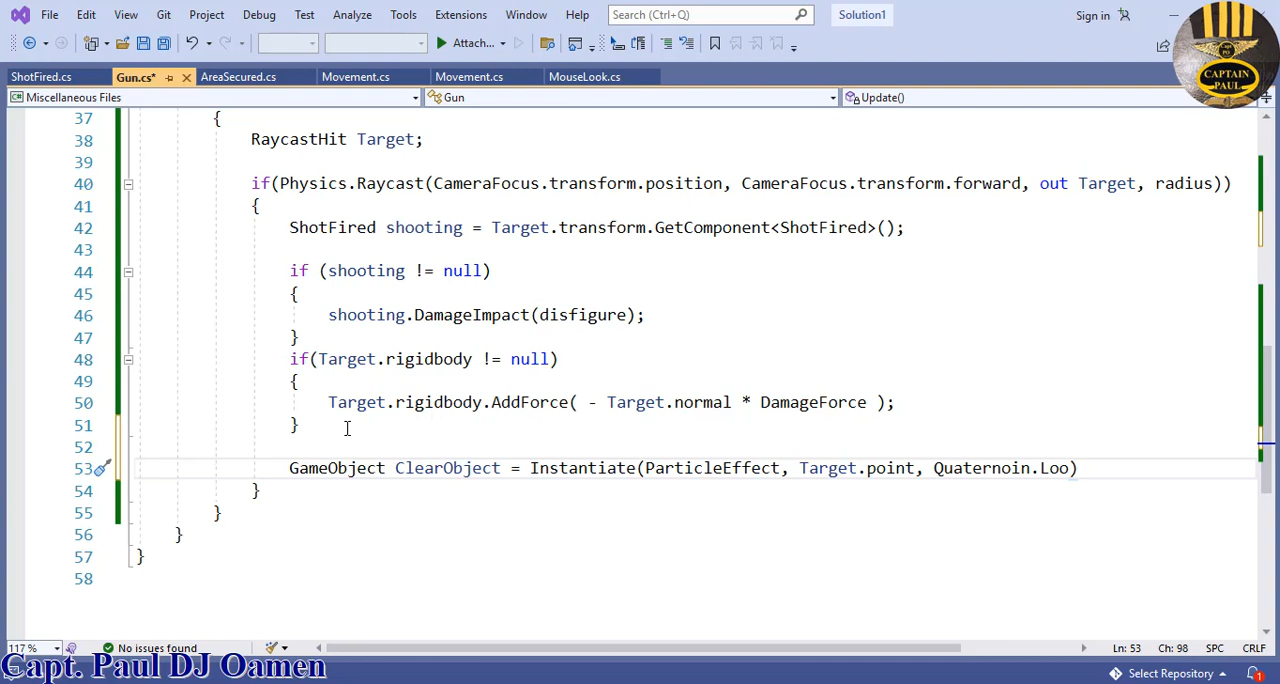 File Edit View Git Project Debug Test Analyze Tools Extensions Window Help Search (Ctrl+Q) Solution1 Sign in
Attach...
ShotFired.cs Gun.cs* AreaSecured.cs Movement.cs Movement.cs MouseLook.cs
Miscellaneous Files Gun Update()
CAPTAIN
PAUL
37 {
38 RaycastHit Target;
39
40 if(Physics.Raycast(CameraFocus.transform.position, CameraFocus.transform.forward, out Target, radius))
41 {
42 ShotFired shooting = Target.transform.GetComponent<ShotFired>();
43
44 if (shooting != null)
45 {
46 shooting.DamageImpact(disfigure);
47 }
48 if(Target.rigidbody != null)
49 {
50 Target.rigidbody.AddForce( - Target.normal * DamageForce );
51 }
52
53 GameObject ClearObject = Instantiate(ParticleEffect, Target.point, Quaternoin.Loo)
54 }
55 }
56 }
57 }
58
117 % No issues found Ln: 53 Ch: 98 SPC CRLF
Capt. Paul DJ Oamen
Select Repository 1